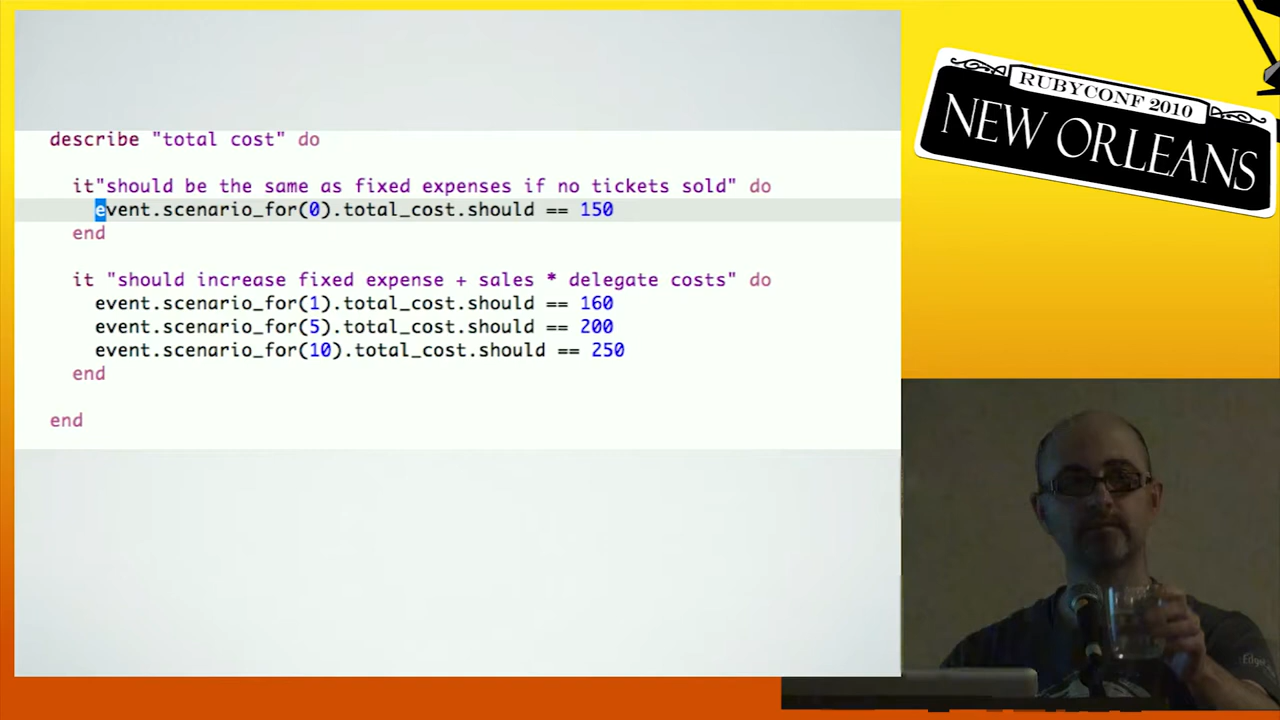 describe "total cost" do
it"should be the same as fixed expenses if no tickets sold" do
event.scenario_for(0).total_cost.should == 150
end
it "should increase fixed expense + sales * delegate costs" do
event.scenario_for(1).total_cost.should == 160
event.scenario_for(5).total_cost.should == 200
event.scenario_for(10).total_cost.should == 250
end
end
RUBYCONF 2010
NEW ORLEANS
Edge